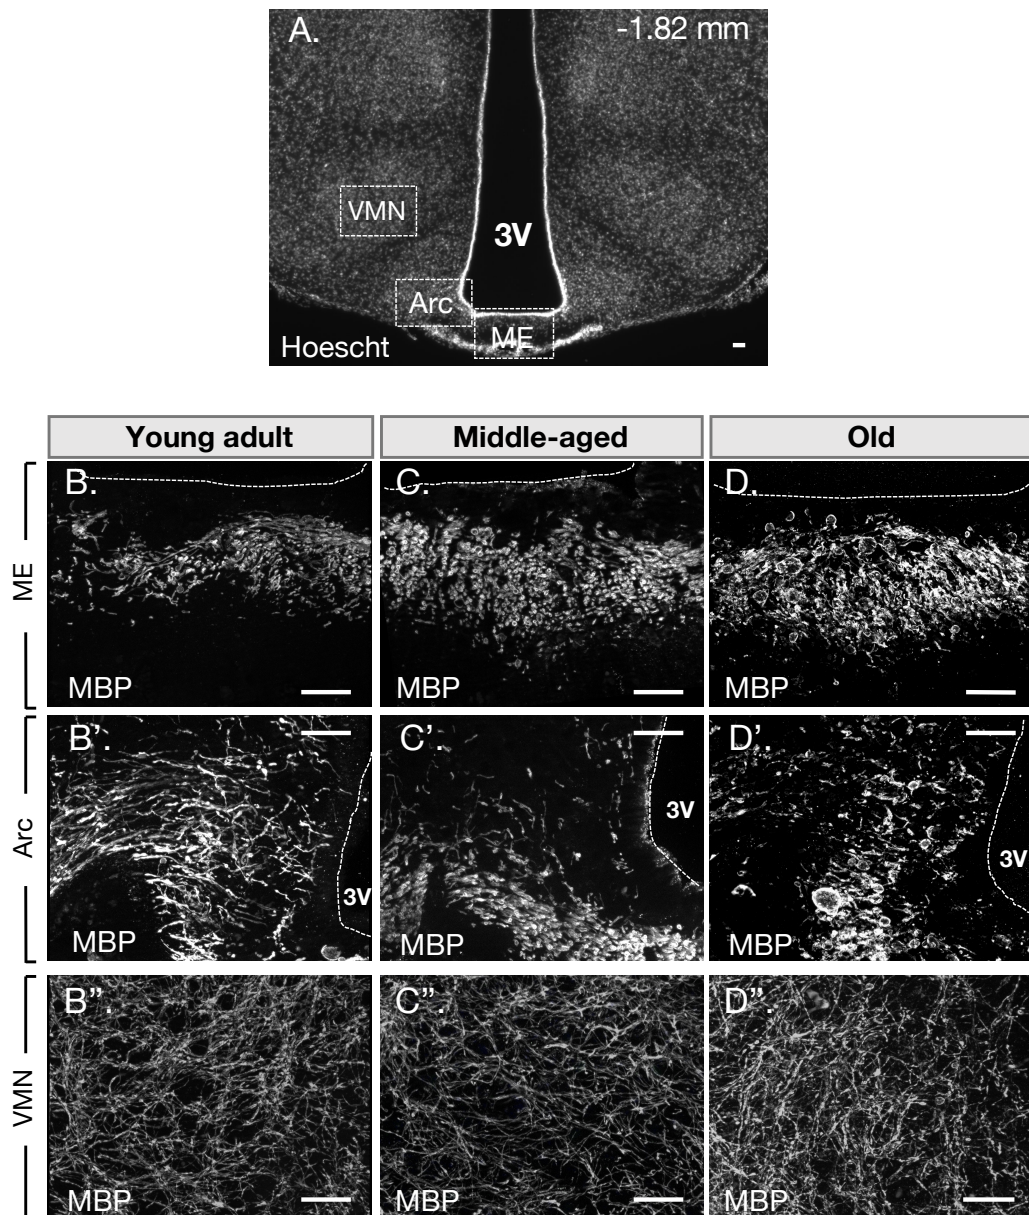 A.
-1.82 mm
VMN
3V
Arc
ME
Hoescht
Young adult
Middle-aged
Old
ME
B.
MBP
C.
MBP
D.
MBP
Arc
B'.
3V
MBP
C'.
3V
MBP
D'.
3V
MBP
VMN
B".
MBP
C".
MBP
D".
MBP